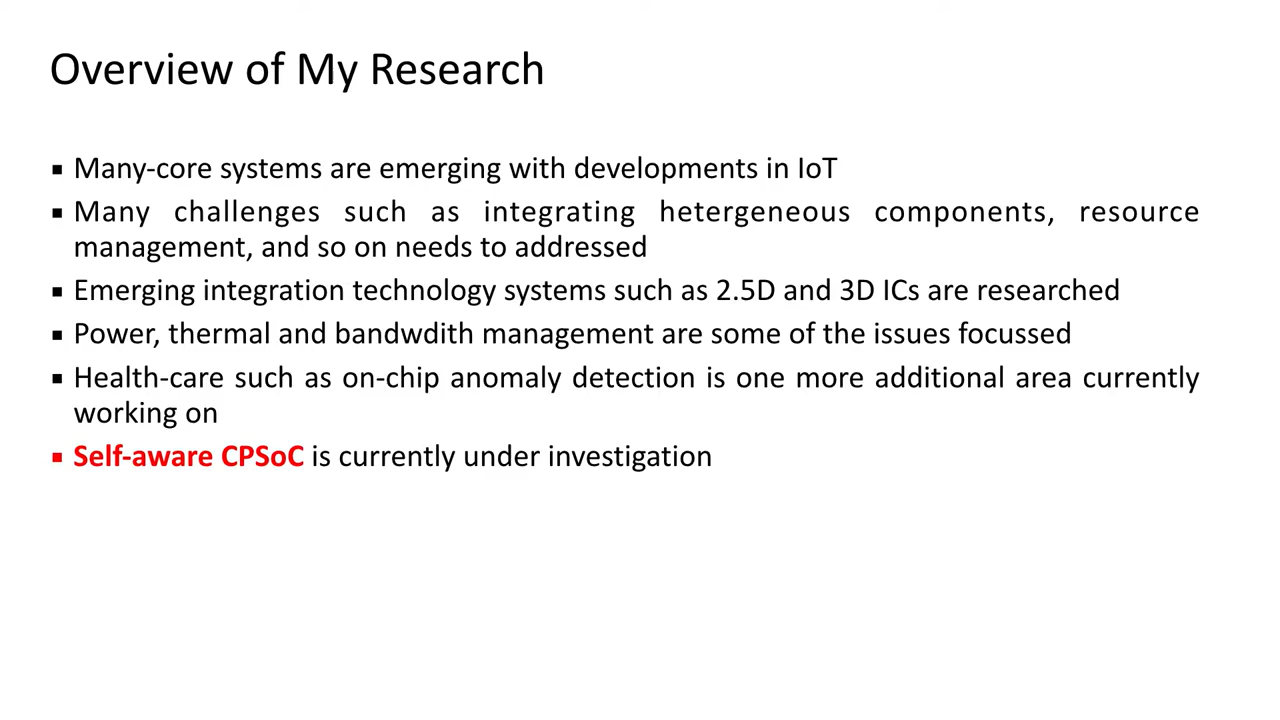 Overview of My Research
▪ Many-core systems are emerging with developments in IoT
▪ Many challenges such as integrating hetergeneous components, resource
management, and so on needs to addressed
▪ Emerging integration technology systems such as 2.5D and 3D ICs are researched
▪ Power, thermal and bandwdith management are some of the issues focussed
▪ Health-care such as on-chip anomaly detection is one more additional area currently
working on
▪ Self-aware CPSoC is currently under investigation